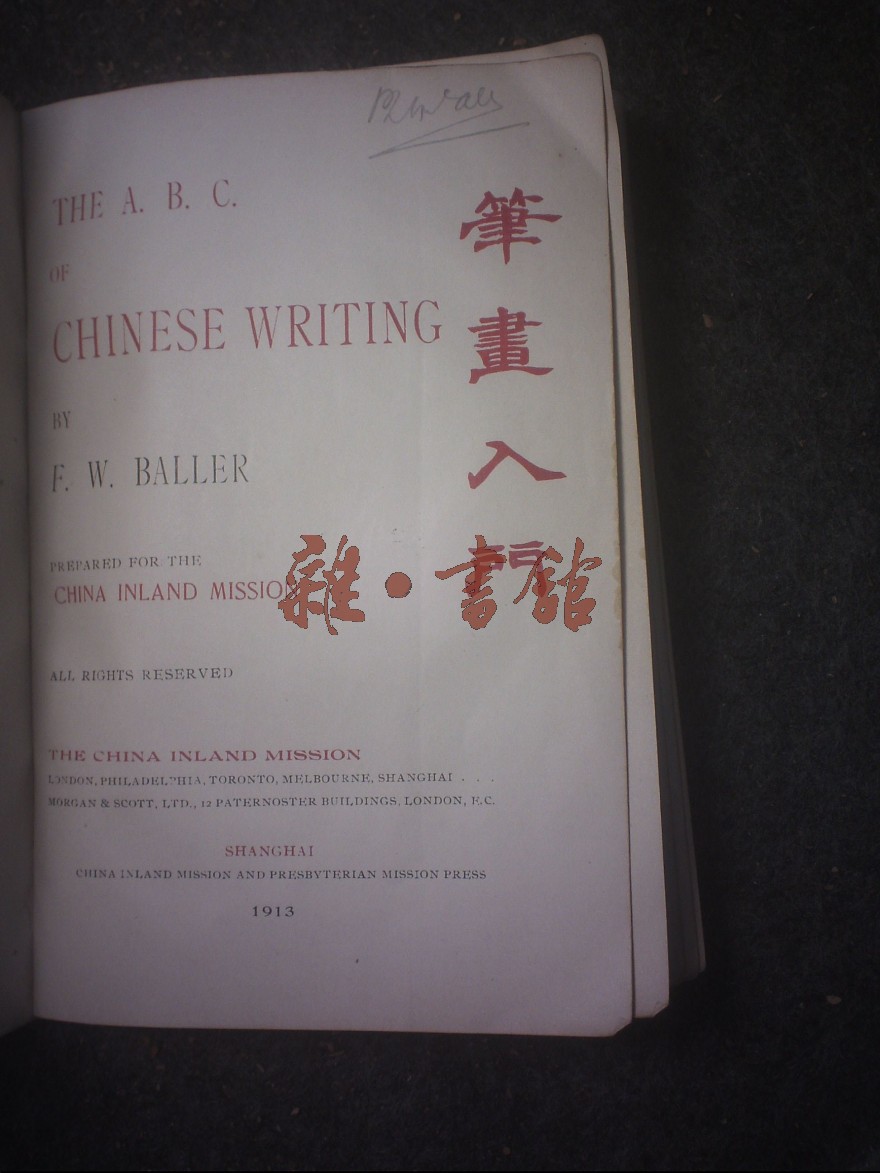 THE A. B. C.
OF
CHINESE WRITING
BY
F. W. BALLER
PREPARED FOR THE
CHINA INLAND MISSION
ALL RIGHTS RESERVED
THE CHINA INLAND MISSION
LONDON, PHILADELPHIA, TORONTO, MELBOURNE, SHANGHAI . . .
MORGAN & SCOTT, LTD., 12 PATERNOSTER BUILDINGS, LONDON, E.C.
SHANGHAI
CHINA INLAND MISSION AND PRESBYTERIAN MISSION PRESS
1913
筆畫入門
雜·書館